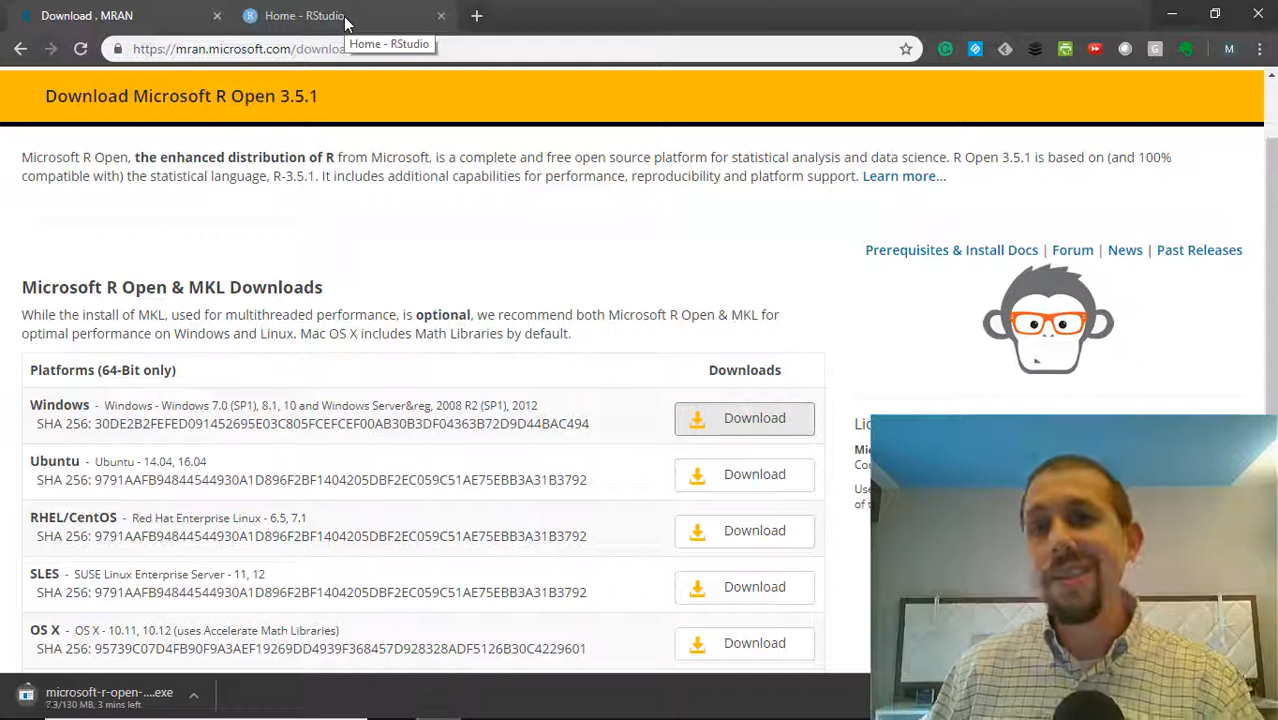 Download . MRAN
Home - RStudio
https://mran.microsoft.com/downlo
Home - RStudio
M
Download Microsoft R Open 3.5.1
Microsoft R Open, the enhanced distribution of R from Microsoft, is a complete and free open source platform for statistical analysis and data science. R Open 3.5.1 is based on (and 100%
compatible with) the statistical language, R-3.5.1. It includes additional capabilities for performance, reproducibility and platform support. Learn more...
Prerequisites & Install Docs | Forum | News | Past Releases
Microsoft R Open & MKL Downloads
While the install of MKL, used for multithreaded performance, is optional, we recommend both Microsoft R Open & MKL for
optimal performance on Windows and Linux. Mac OS X includes Math Libraries by default.
Platforms (64-Bit only) Downloads
Windows - Windows - Windows 7.0 (SP1), 8.1, 10 and Windows Server&reg, 2008 R2 (SP1), 2012
SHA 256: 30DE2B2FEFED091452695E03C805FCEFCEF00AB30B3DF04363B72D9D44BAC494
Download
Ubuntu - Ubuntu - 14.04, 16.04
SHA 256: 9791AAFB94844544930A1D896F2BF1404205DBF2EC059C51AE75EBB3A31B3792
Download
RHEL/CentOS - Red Hat Enterprise Linux - 6.5, 7.1
SHA 256: 9791AAFB94844544930A1D896F2BF1404205DBF2EC059C51AE75EBB3A31B3792
Download
SLES - SUSE Linux Enterprise Server - 11, 12
SHA 256: 9791AAFB94844544930A1D896F2BF1404205DBF2EC059C51AE75EBB3A31B3792
Download
OS X - OS X - 10.11, 10.12 (uses Accelerate Math Libraries)
SHA 256: 95739C07D4FB90F9A3AEF19269DD4939F368457D928328ADF5126B30C4229601
Download
microsoft-r-open-....exe
7.3/130 MB, 3 mins left